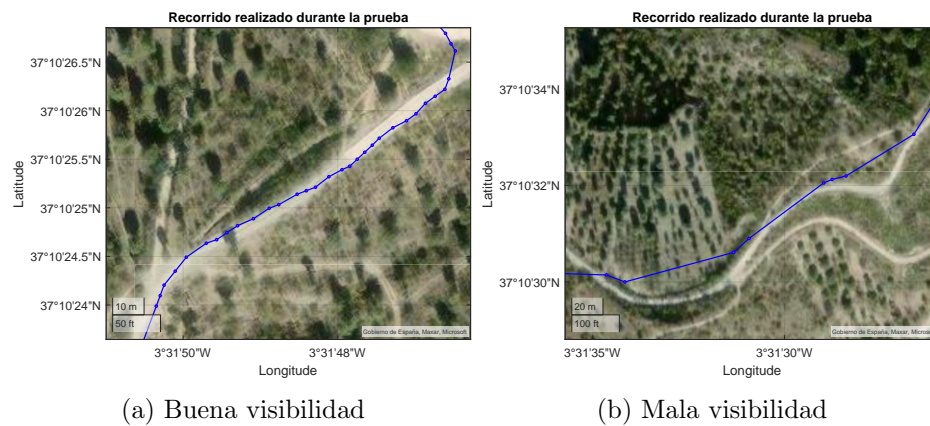 Recorrido realizado durante la prueba
37°10'26.5"N
37°10'26"N
37°10'25.5"N
37°10'25"N
37°10'24.5"N
37°10'24"N
Latitude
10 m
50 ft
Gobierno de España, Maxar, Microsoft
3°31'50"W
3°31'48"W
Longitude
(a) Buena visibilidad
Recorrido realizado durante la prueba
37°10'34"N
37°10'32"N
37°10'30"N
Latitude
20 m
100 ft
Gobierno de España, Maxar, Microsoft
3°31'35"W
3°31'30"W
Longitude
(b) Mala visibilidad